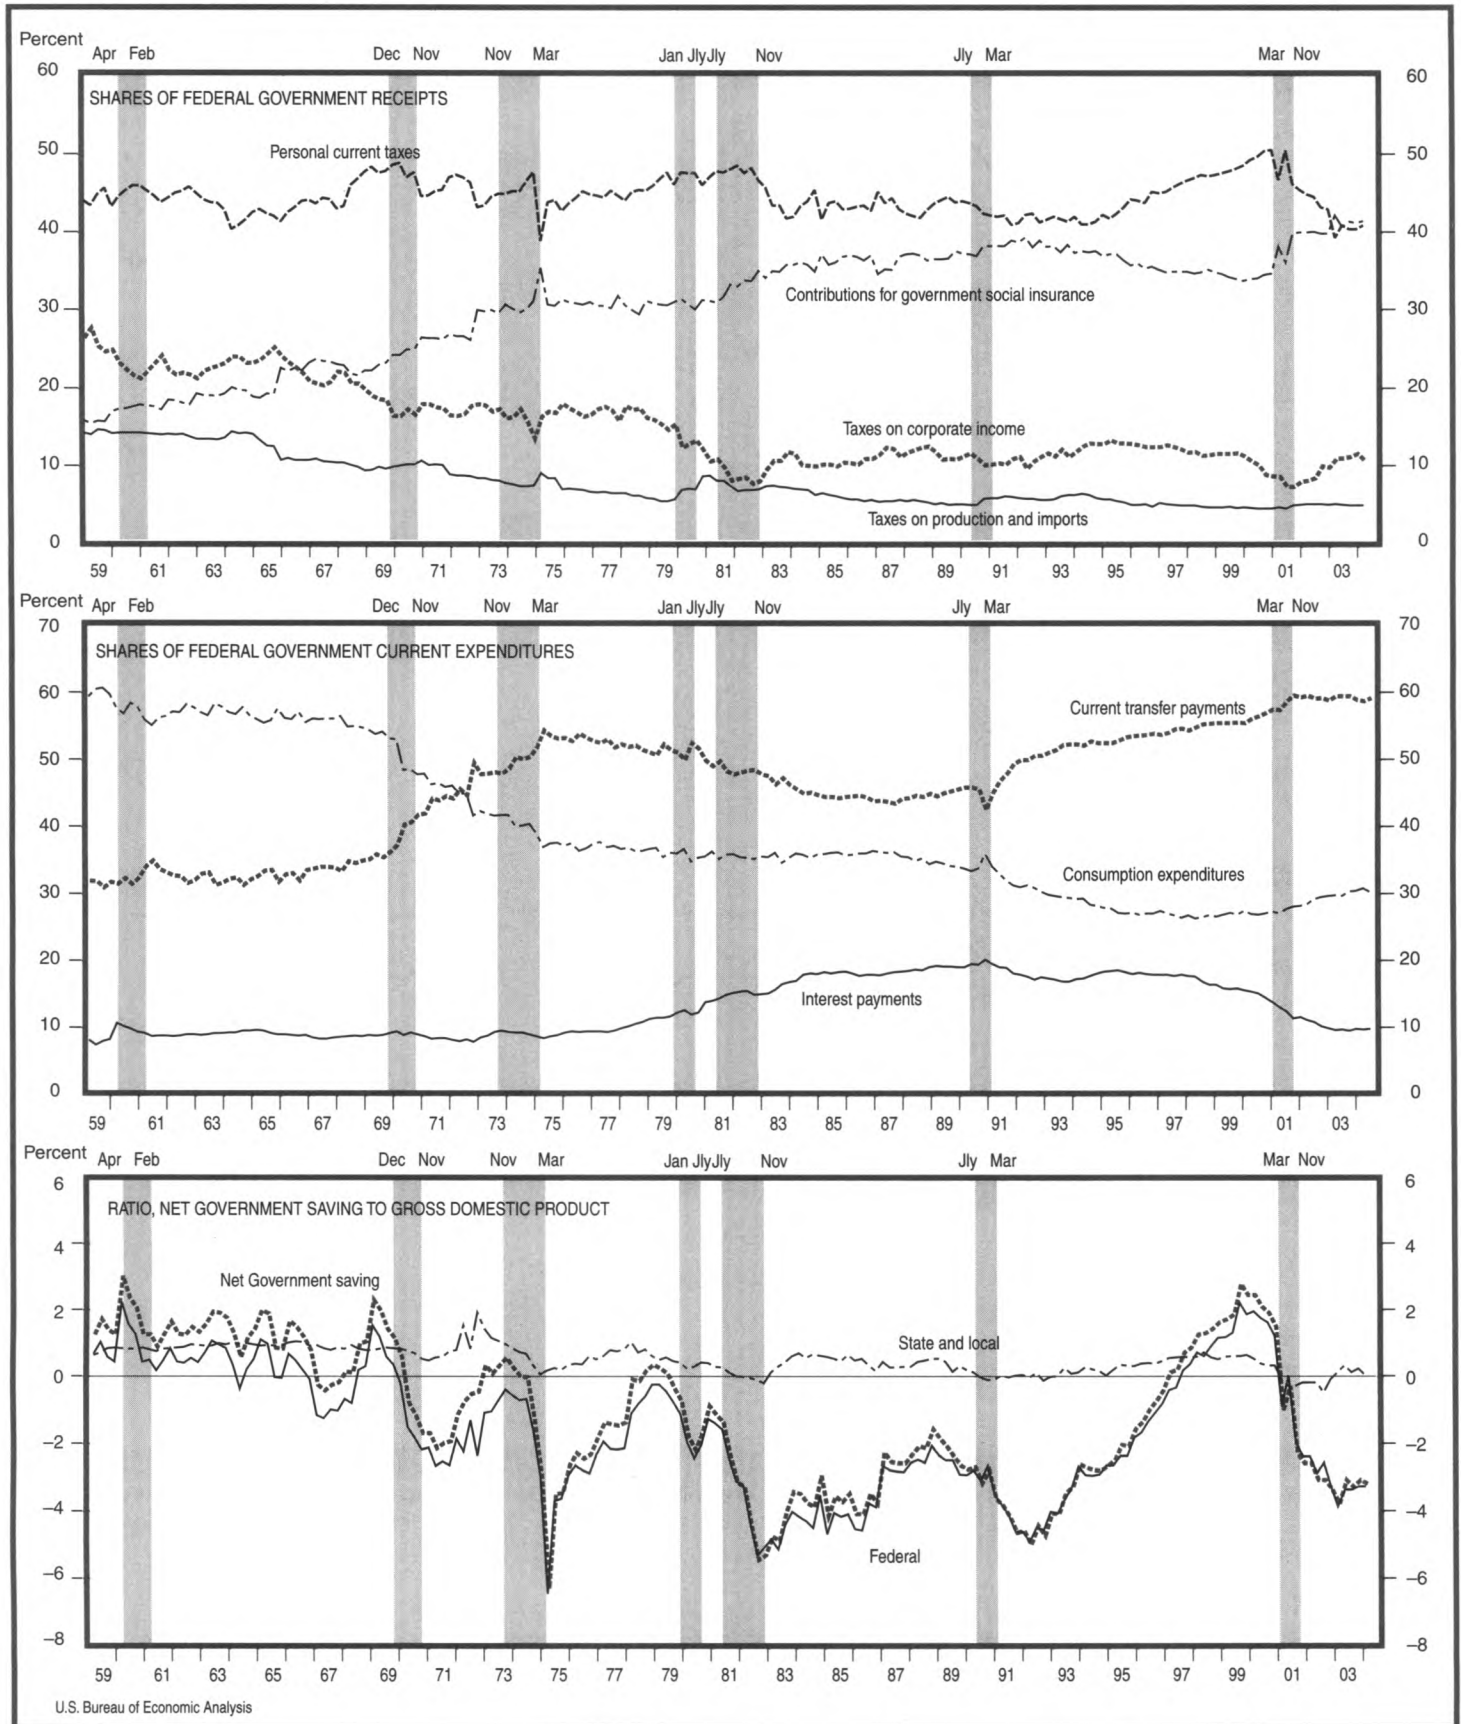 Percent
Apr Feb Dec Nov Nov Mar Jan Jly Jly Nov Jly Mar Mar Nov
60 60
SHARES OF FEDERAL GOVERNMENT RECEIPTS
Personal current taxes
50 50
40 40
Contributions for government social insurance
30 30
20 20
Taxes on corporate income
10 10
Taxes on production and imports
0 0
59 61 63 65 67 69 71 73 75 77 79 81 83 85 87 89 91 93 95 97 99 01 03
Percent
Apr Feb Dec Nov Nov Mar Jan Jly Jly Nov Jly Mar Mar Nov
70 70
SHARES OF FEDERAL GOVERNMENT CURRENT EXPENDITURES
60 60
Current transfer payments
50 50
40 40
Consumption expenditures
30 30
20 20
Interest payments
10 10
0 0
59 61 63 65 67 69 71 73 75 77 79 81 83 85 87 89 91 93 95 97 99 01 03
Percent
Apr Feb Dec Nov Nov Mar Jan Jly Jly Nov Jly Mar Mar Nov
6 6
RATIO, NET GOVERNMENT SAVING TO GROSS DOMESTIC PRODUCT
4 4
Net Government saving
2 2
State and local
0 0
–2 –2
–4 –4
Federal
–6 –6
–8 –8
59 61 63 65 67 69 71 73 75 77 79 81 83 85 87 89 91 93 95 97 99 01 03
U.S. Bureau of Economic Analysis